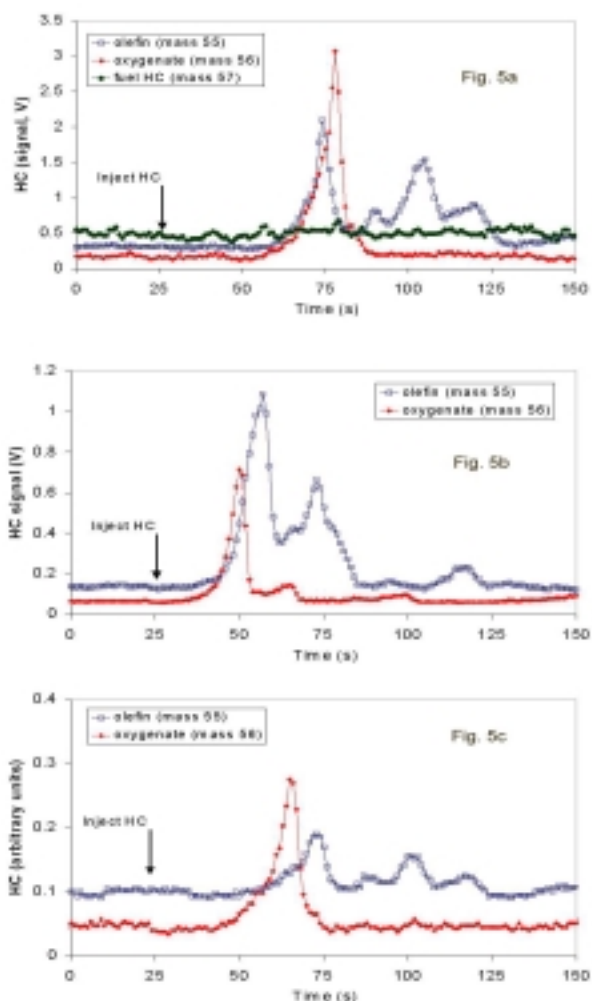 3.5
olefin (mass 55)
oxygenate (mass 56)
fuel HC (mass 57)
Fig. 5a
3
2.5
2
1.5
1
0.5
0
HC (signal, V)
Inject HC
0 25 50 75 100 125 150
Time (s)
1.2
olefin (mass 55)
oxygenate (mass 56)
Fig. 5b
1
0.8
0.6
0.4
0.2
0
HC signal (V)
Inject HC
0 25 50 75 100 125 150
Time (s)
0.4
olefin (mass 55)
oxygenate (mass 56)
Fig. 5c
0.3
0.2
0.1
0
HC (arbitrary units)
Inject HC
0 25 50 75 100 125 150
Time (s)